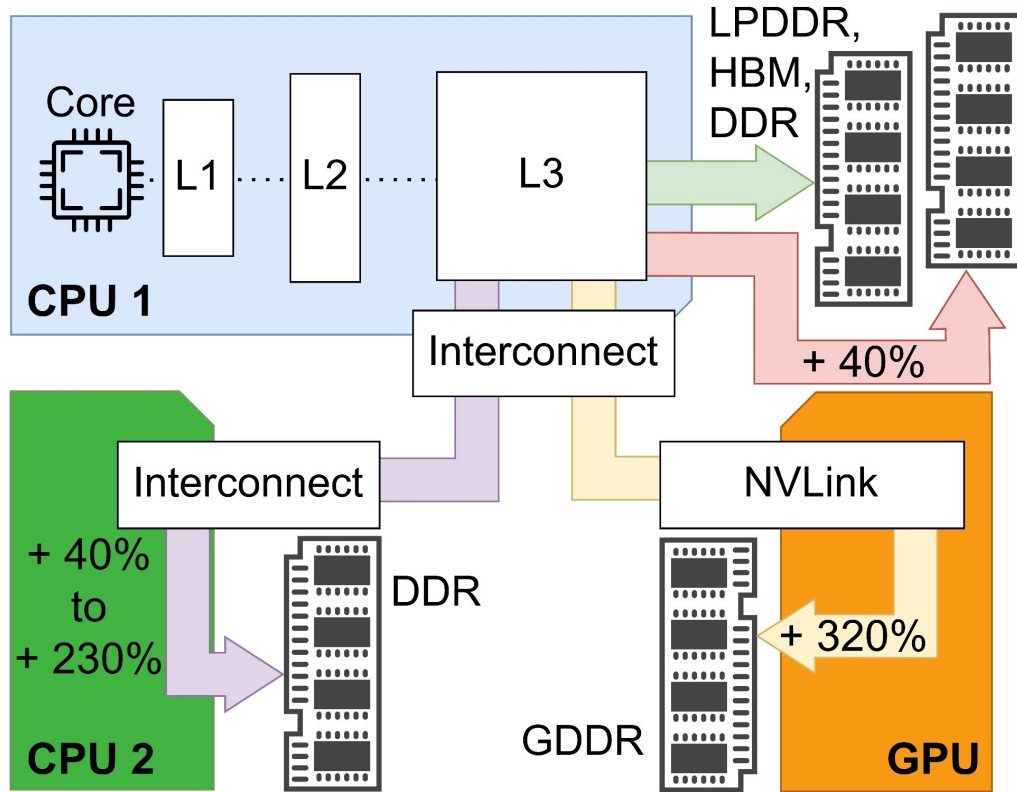 LPDDR,
HBM,
DDR
Core
L1
L2
L3
CPU 1
Interconnect
+ 40%
Interconnect
NVLink
+ 40%
to
+ 230%
DDR
+ 320%
GDDR
CPU 2
GPU